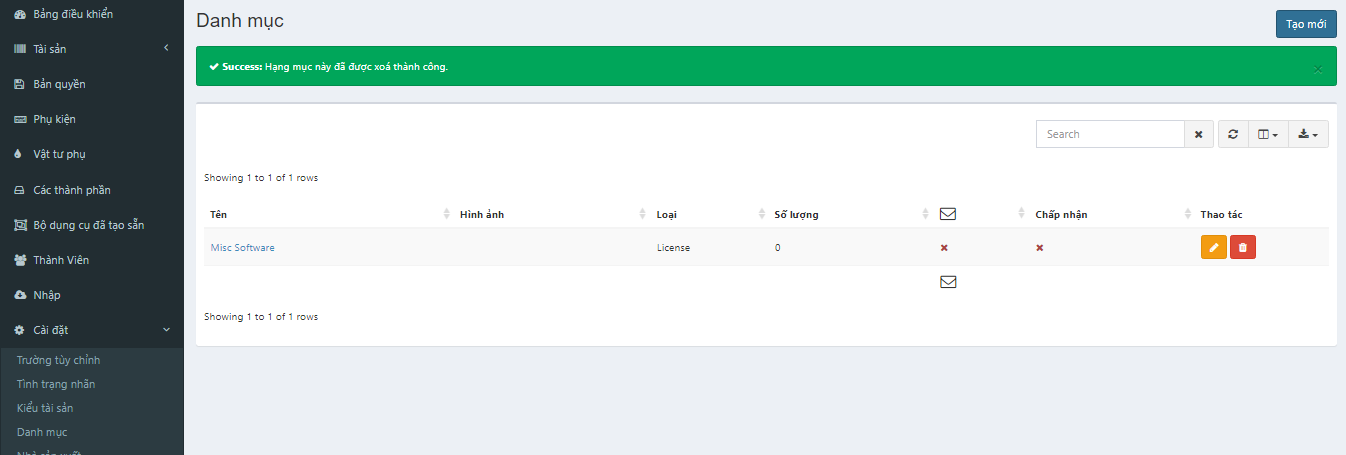 Bảng điều khiển
Tài sản
Bản quyền
Phụ kiện
Vật tư phụ
Các thành phần
Bộ dụng cụ đã tạo sẵn
Thành Viên
Nhập
Cài đặt
Trường tùy chỉnh
Tình trạng nhãn
Kiểu tài sản
Danh mục
Danh mục
Tạo mới
Success: Hạng mục này đã được xoá thành công.
Search
Showing 1 to 1 of 1 rows
Tên Hình ảnh Loại Số lượng Chấp nhận Thao tác
Misc Software License 0
Showing 1 to 1 of 1 rows